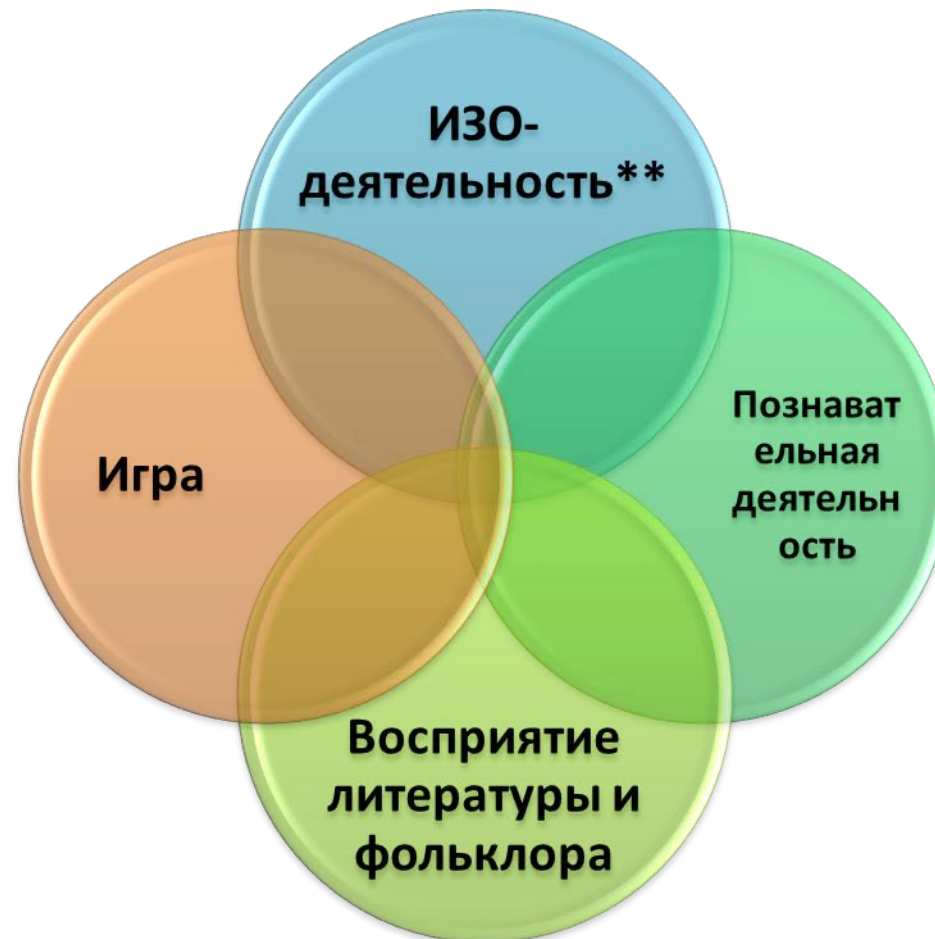 ИЗО-
деятельность**
Игра
Познават
ельная
деятельн
ость
Восприятие
литературы и
фольклора